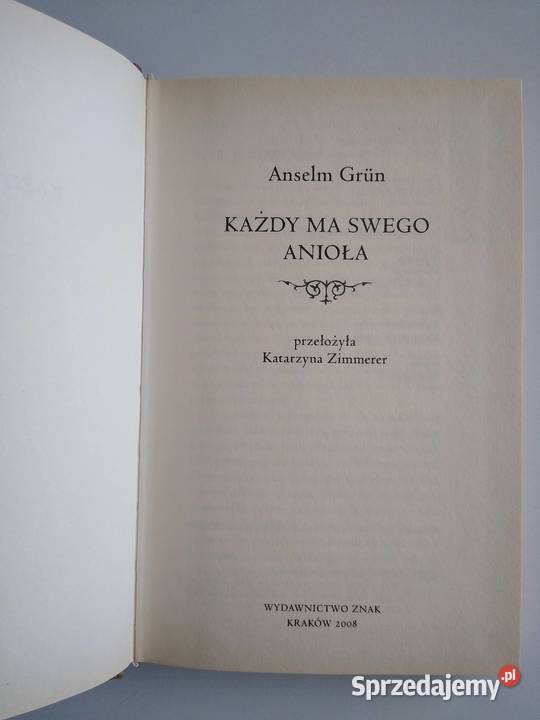 Anselm Grün
KAŻDY MA SWEGO
ANIOŁA
przełożyła
Katarzyna Zimmerer
WYDAWNICTWO ZNAK
KRAKÓW 2008
Sprzedajemy.pl